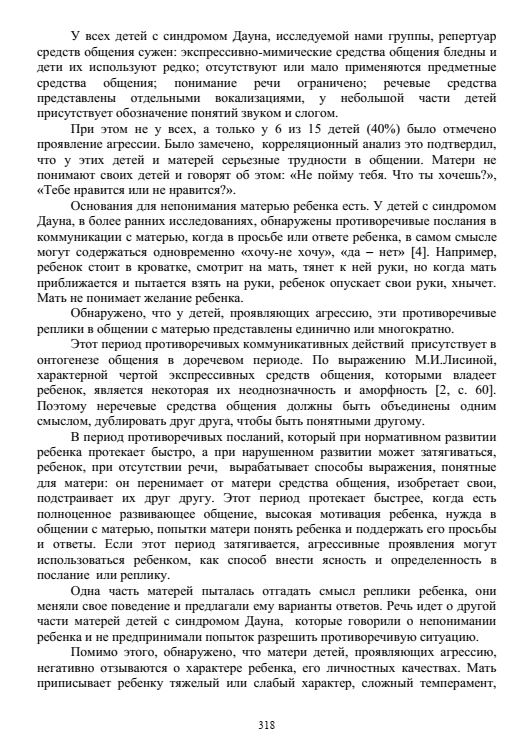 У всех детей с синдромом Дауна, исследуемой нами группы, репертуар
средств общения сужен: экспрессивно-мимические средства общения бледны и
дети их используют редко; отсутствуют или мало применяются предметные
средства общения; понимание речи ограничено; речевые средства
представлены отдельными вокализациями, у небольшой части детей
присутствует обозначение понятий звуком и слогом.
При этом не у всех, а только у 6 из 15 детей (40%) было отмечено
проявление агрессии. Было замечено, корреляционный анализ это подтвердил,
что у этих детей и матерей серьезные трудности в общении. Матери не
понимают своих детей и говорят об этом: «Не пойму тебя. Что ты хочешь?»,
«Тебе нравится или не нравится?».
Основания для непонимания матерью ребенка есть. У детей с синдромом
Дауна, в более ранних исследованиях, обнаружены противоречивые послания в
коммуникации с матерью, когда в просьбе или ответе ребенка, в самом смысле
могут содержаться одновременно «хочу-не хочу», «да – нет» [4]. Например,
ребенок стоит в кроватке, смотрит на мать, тянет к ней руки, но когда мать
приближается и пытается взять на руки, ребенок опускает свои руки, хнычет.
Мать не понимает желание ребенка.
Обнаружено, что у детей, проявляющих агрессию, эти противоречивые
реплики в общении с матерью представлены единично или многократно.
Этот период противоречивых коммуникативных действий присутствует в
онтогенезе общения в доречевом периоде. По выражению М.И.Лисиной,
характерной чертой экспрессивных средств общения, которыми владеет
ребенок, является некоторая их неоднозначность и аморфность [2, с. 60].
Поэтому неречевые средства общения должны быть объединены одним
смыслом, дублировать друг друга, чтобы быть понятными другому.
В период противоречивых посланий, который при нормативном развитии
ребенка протекает быстро, а при нарушенном развитии может затягиваться,
ребенок, при отсутствии речи, вырабатывает способы выражения, понятные
для матери: он перенимает от матери средства общения, изобретает свои,
подстраивает их друг другу. Этот период протекает быстрее, когда есть
полноценное развивающее общение, высокая мотивация ребенка, нужда в
общении с матерью, попытки матери понять ребенка и поддержать его просьбы
и ответы. Если этот период затягивается, агрессивные проявления могут
использоваться ребенком, как способ внести ясность и определенность в
послание или реплику.
Одна часть матерей пыталась отгадать смысл реплики ребенка, они
меняли свое поведение и предлагали ему варианты ответов. Речь идет о другой
части матерей детей с синдромом Дауна, которые говорили о непонимании
ребенка и не предпринимали попыток разрешить противоречивую ситуацию.
Помимо этого, обнаружено, что матери детей, проявляющих агрессию,
негативно отзываются о характере ребенка, его личностных качествах. Мать
приписывает ребенку тяжелый или слабый характер, сложный темперамент,
318